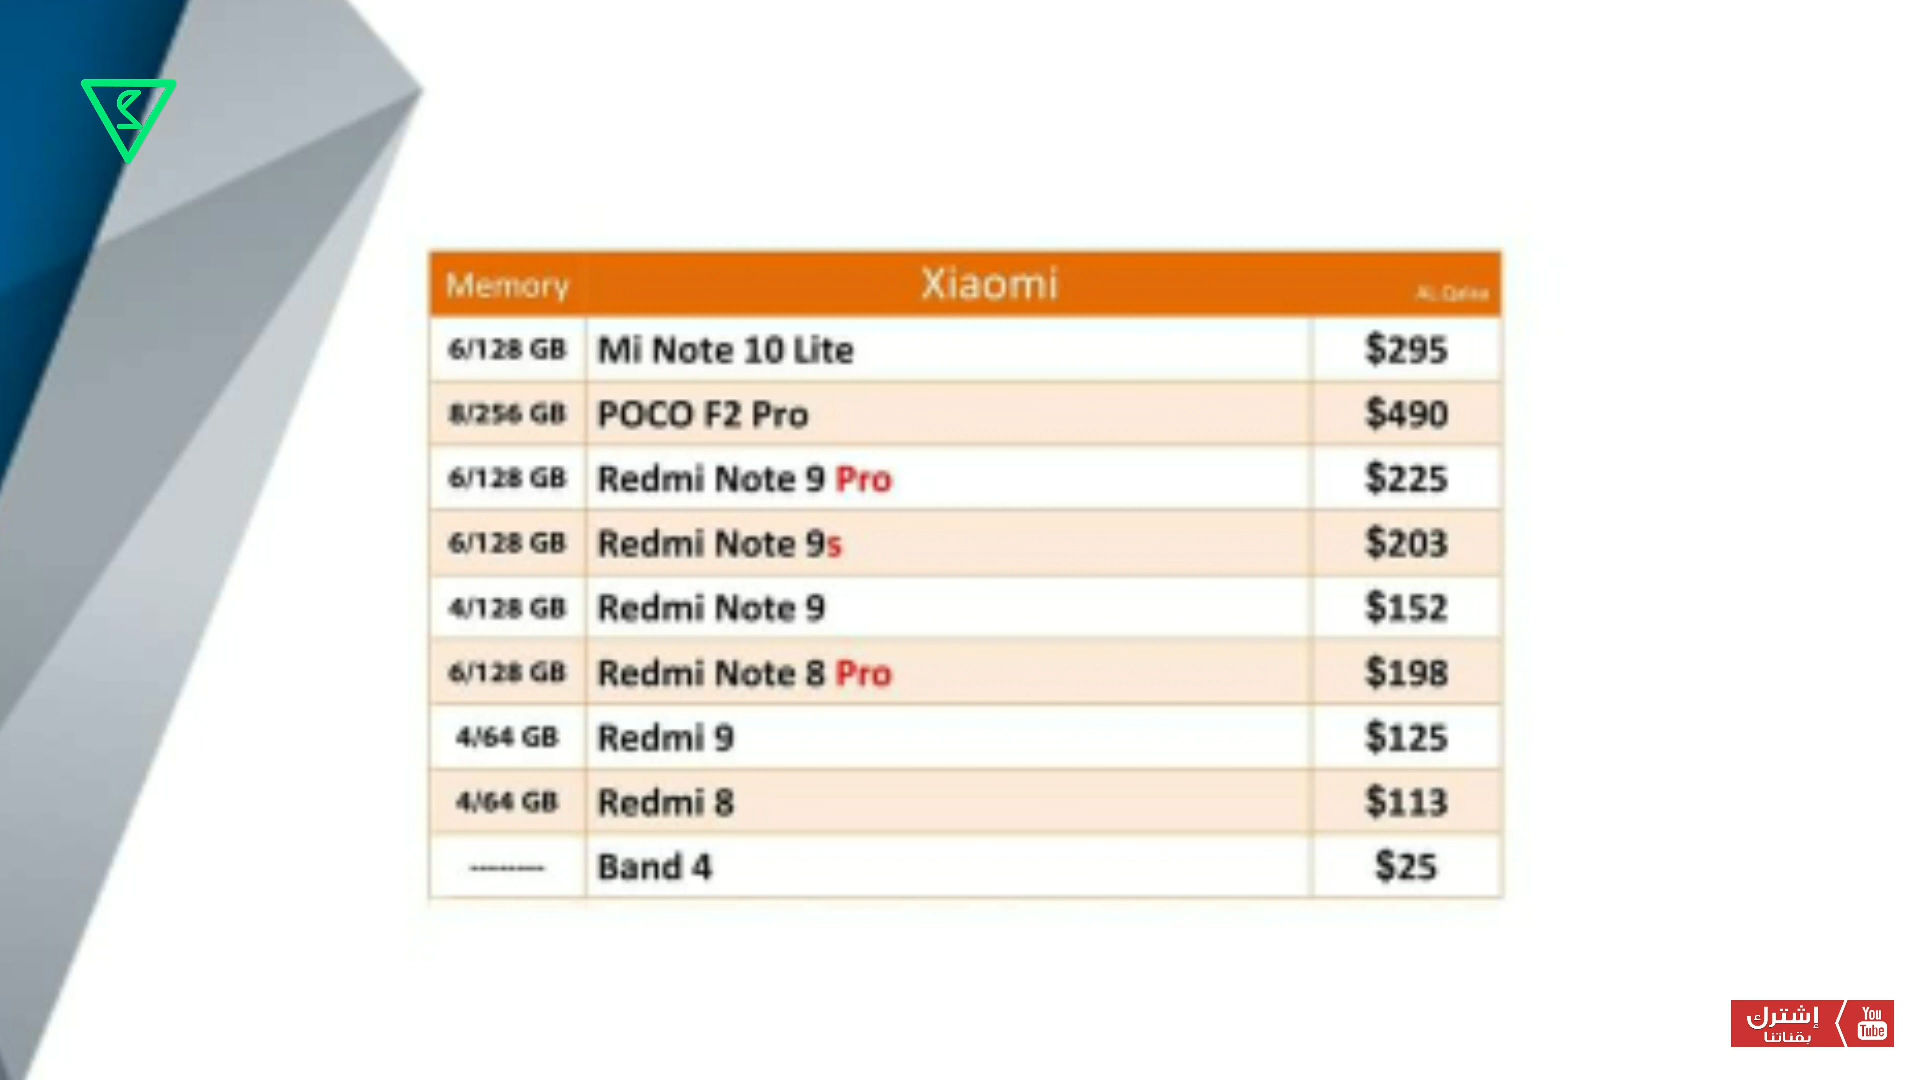 Memory Xiaomi
6/128 GB Mi Note 10 Lite $295
8/256 GB POCO F2 Pro $490
6/128 GB Redmi Note 9 Pro $225
6/128 GB Redmi Note 9s $203
4/128 GB Redmi Note 9 $152
6/128 GB Redmi Note 8 Pro $198
4/64 GB Redmi 9 $125
4/64 GB Redmi 8 $113
--------- Band 4 $25
إشترك
بقناتنا
You
Tube